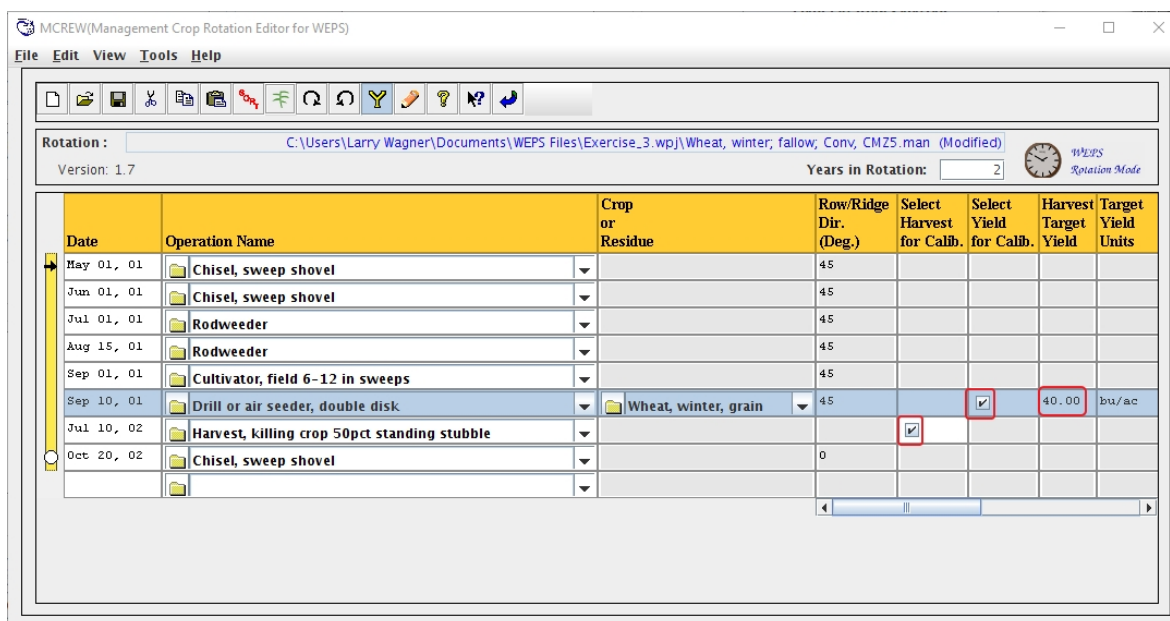 MCREW(Management Crop Rotation Editor for WEPS)
File Edit View Tools Help
SORT
Rotation : C:\Users\Larry Wagner\Documents\WEPS Files\Exercise_3.wpj\Wheat, winter; fallow; Conv, CMZ5.man (Modified)
Version: 1.7 Years in Rotation: 2
WEPS
Rotation Mode
Date Operation Name Crop or Residue Row/Ridge Dir. (Deg.) Select Harvest for Calib. Select Yield for Calib. Harvest Target Yield Target Yield Units
May 01, 01 Chisel, sweep shovel 45
Jun 01, 01 Chisel, sweep shovel 45
Jul 01, 01 Rodweeder 45
Aug 15, 01 Rodweeder 45
Sep 01, 01 Cultivator, field 6-12 in sweeps 45
Sep 10, 01 Drill or air seeder, double disk Wheat, winter, grain 45 40.00 bu/ac
Jul 10, 02 Harvest, killing crop 50pct standing stubble
Oct 20, 02 Chisel, sweep shovel 0